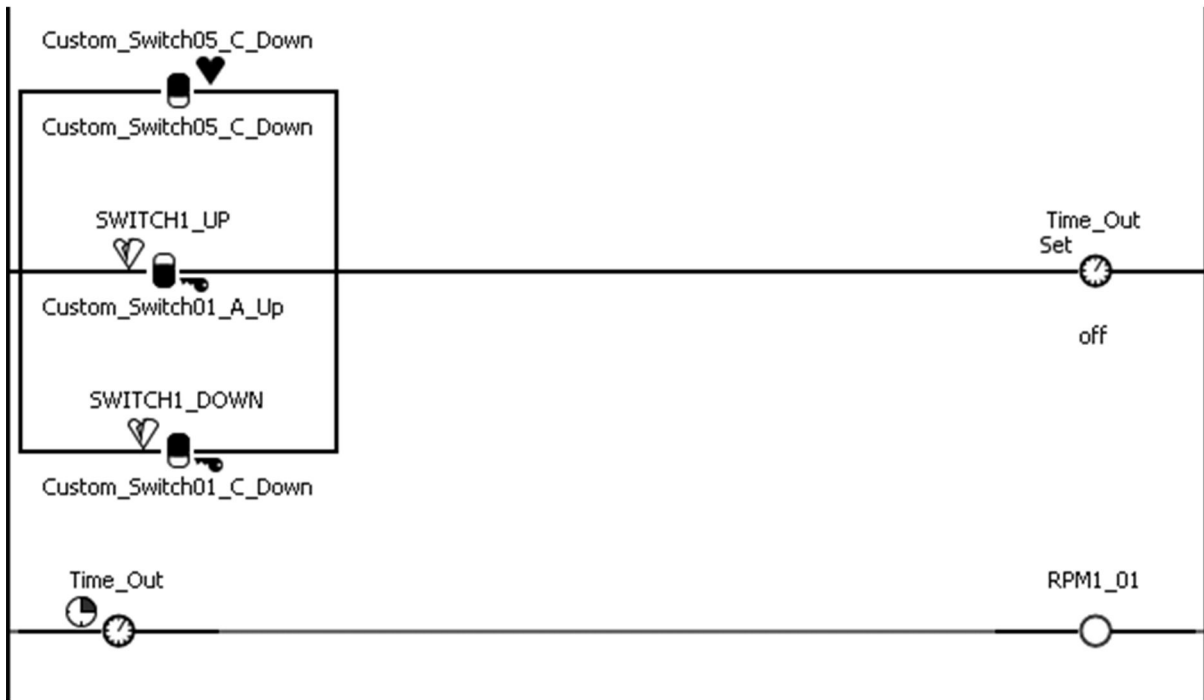 Custom_Switch05_C_Down
Custom_Switch05_C_Down
SWITCH1_UP
Custom_Switch01_A_Up
Time_Out
Set
off
SWITCH1_DOWN
Custom_Switch01_C_Down
Time_Out
RPM1_01